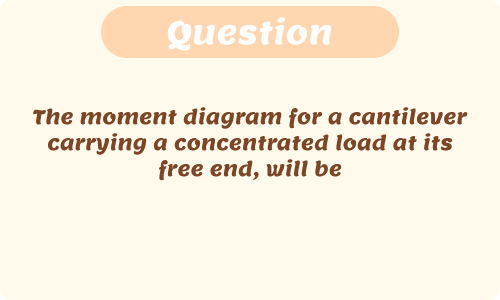 Question
The moment diagram for a cantilever
carrying a concentrated load at its
free end, will be